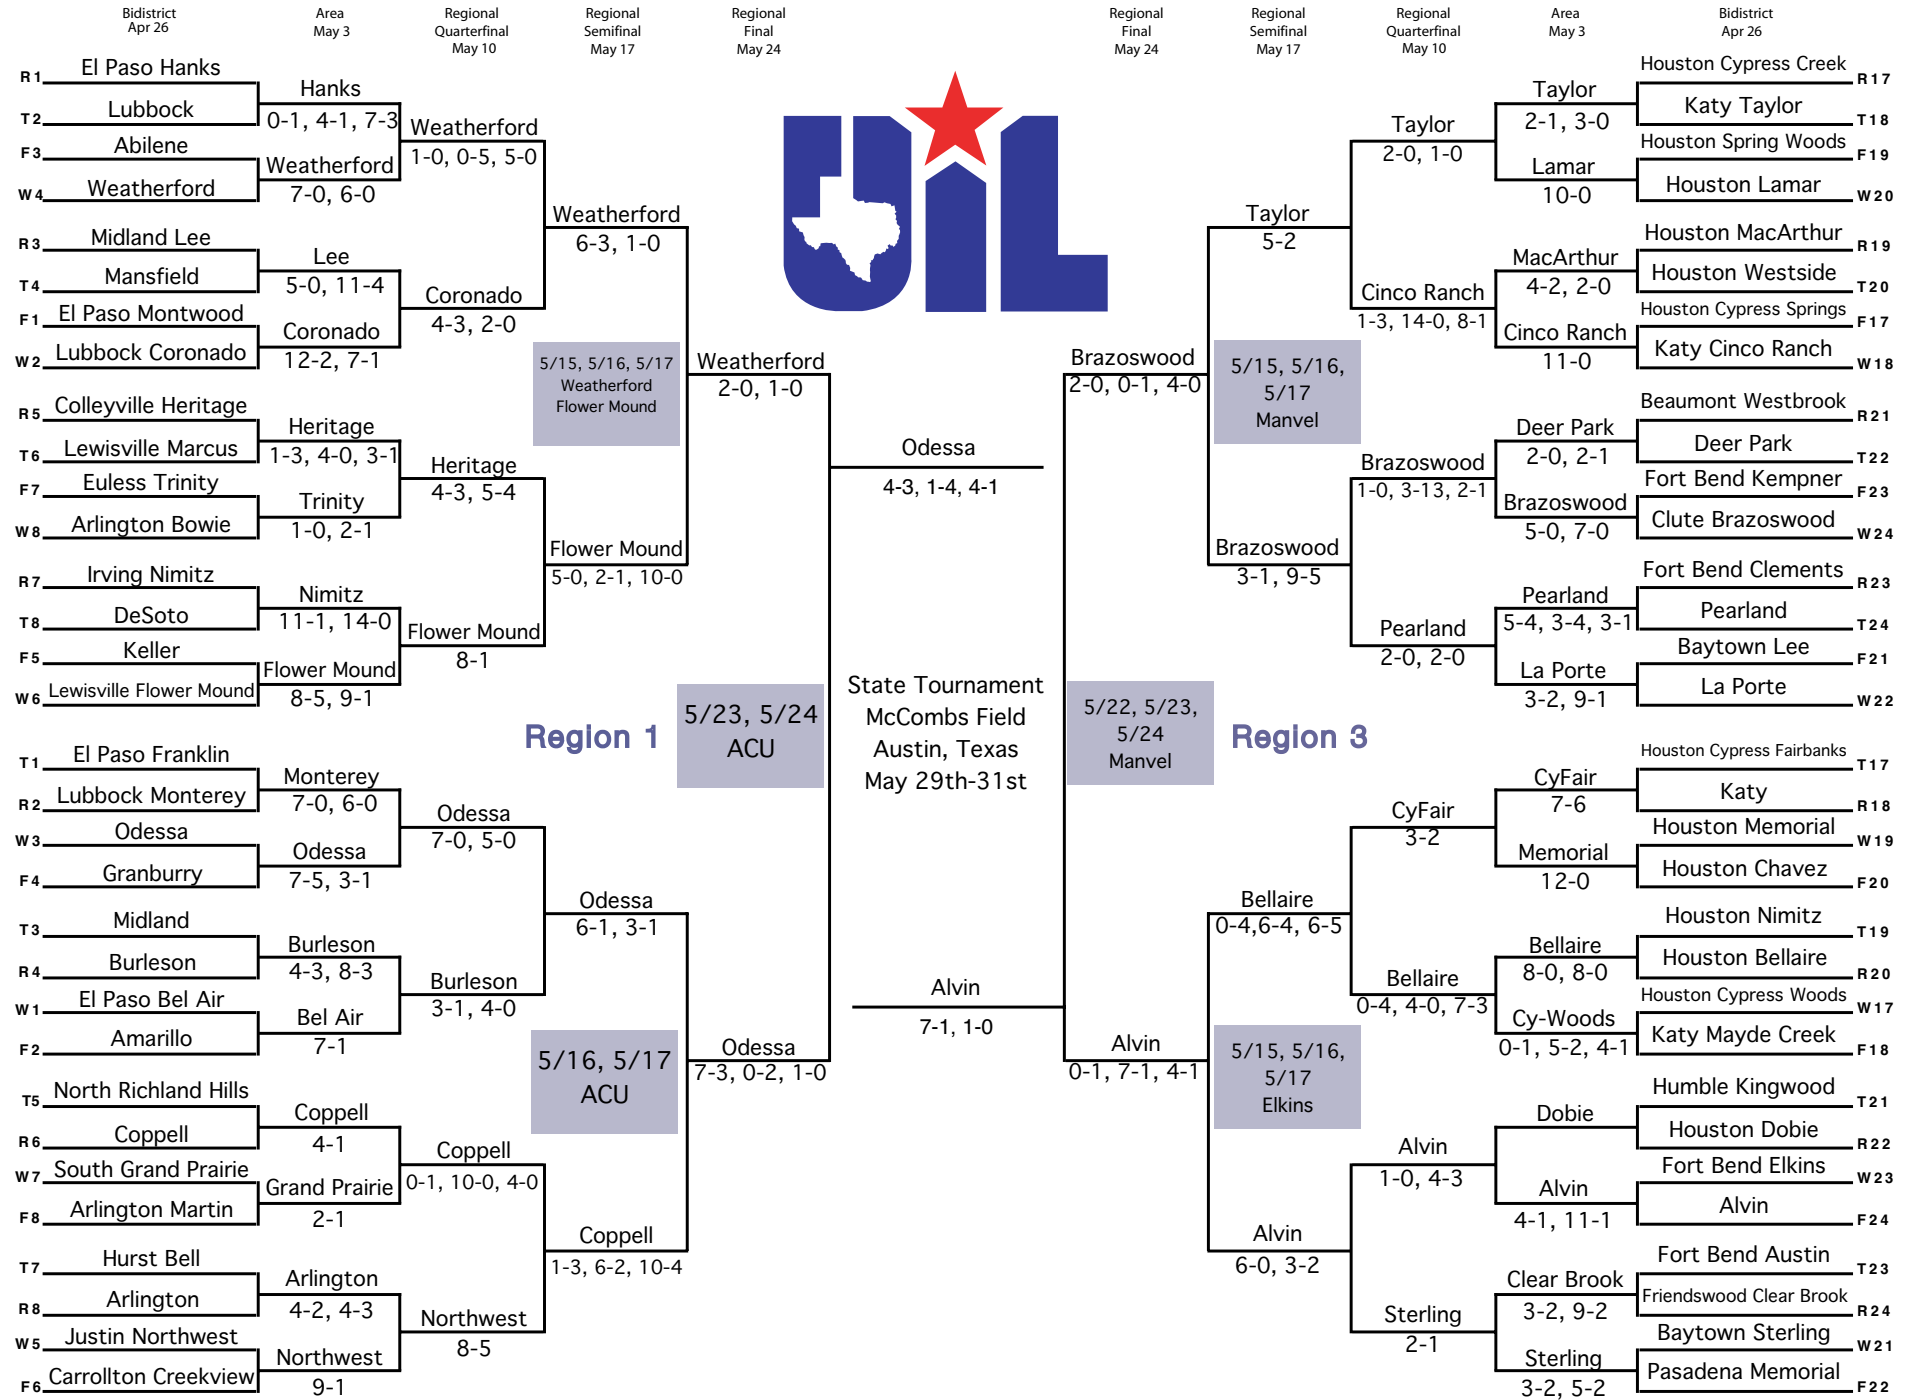 Bidistrict
Apr 26
Area
May 3
Regional
Quarterfinal
May 10
Regional
Semifinal
May 17
Regional
Final
May 24
Regional
Final
May 24
Regional
Semifinal
May 17
Regional
Quarterfinal
May 10
Area
May 3
Bidistrict
Apr 26
R1 El Paso Hanks
T2 Lubbock
F3 Abilene
W4 Weatherford
R3 Midland Lee
T4 Mansfield
F1 El Paso Montwood
W2 Lubbock Coronado
R5 Colleyville Heritage
T6 Lewisville Marcus
F7 Euless Trinity
W8 Arlington Bowie
R7 Irving Nimitz
T8 DeSoto
F5 Keller
W6 Lewisville Flower Mound
T1 El Paso Franklin
R2 Lubbock Monterey
W3 Odessa
F4 Granburry
T3 Midland
R4 Burleson
W1 El Paso Bel Air
F2 Amarillo
T5 North Richland Hills
R6 Coppell
W7 South Grand Prairie
F8 Arlington Martin
T7 Hurst Bell
R8 Arlington
W5 Justin Northwest
F6 Carrollton Creekview
Hanks
0-1, 4-1, 7-3
Weatherford
7-0, 6-0
Lee
5-0, 11-4
Coronado
12-2, 7-1
Heritage
1-3, 4-0, 3-1
Trinity
1-0, 2-1
Nimitz
11-1, 14-0
Flower Mound
8-5, 9-1
Monterey
7-0, 6-0
Odessa
7-5, 3-1
Burleson
4-3, 8-3
Bel Air
7-1
Coppell
4-1
Grand Prairie
2-1
Arlington
4-2, 4-3
Northwest
9-1
Weatherford
1-0, 0-5, 5-0
Coronado
4-3, 2-0
Heritage
4-3, 5-4
Flower Mound
8-1
Odessa
7-0, 5-0
Burleson
3-1, 4-0
Coppell
0-1, 10-0, 4-0
Northwest
8-5
Weatherford
6-3, 1-0
5/15, 5/16, 5/17
Weatherford
Flower Mound
Flower Mound
5-0, 2-1, 10-0
Region 1
Odessa
6-1, 3-1
5/16, 5/17
ACU
Coppell
1-3, 6-2, 10-4
Weatherford
2-0, 1-0
5/23, 5/24
ACU
Odessa
7-3, 0-2, 1-0
UIL
Odessa
4-3, 1-4, 4-1
State Tournament
McCombs Field
Austin, Texas
May 29th-31st
Alvin
7-1, 1-0
Brazoswood
2-0, 0-1, 4-0
5/22, 5/23,
5/24
Manvel
Alvin
0-1, 7-1, 4-1
Taylor
5-2
5/15, 5/16,
5/17
Manvel
Brazoswood
3-1, 9-5
Region 3
Bellaire
0-4,6-4, 6-5
5/15, 5/16,
5/17
Elkins
Alvin
6-0, 3-2
Taylor
2-0, 1-0
Cinco Ranch
1-3, 14-0, 8-1
Brazoswood
1-0, 3-13, 2-1
Pearland
2-0, 2-0
CyFair
3-2
Bellaire
0-4, 4-0, 7-3
Alvin
1-0, 4-3
Sterling
2-1
Taylor
2-1, 3-0
Lamar
10-0
MacArthur
4-2, 2-0
Cinco Ranch
11-0
Deer Park
2-0, 2-1
Brazoswood
5-0, 7-0
Pearland
5-4, 3-4, 3-1
La Porte
3-2, 9-1
CyFair
7-6
Memorial
12-0
Bellaire
8-0, 8-0
Cy-Woods
0-1, 5-2, 4-1
Dobie
Alvin
4-1, 11-1
Clear Brook
3-2, 9-2
Sterling
3-2, 5-2
Houston Cypress Creek R17
Katy Taylor T18
Houston Spring Woods F19
Houston Lamar W20
Houston MacArthur R19
Houston Westside T20
Houston Cypress Springs F17
Katy Cinco Ranch W18
Beaumont Westbrook R21
Deer Park T22
Fort Bend Kempner F23
Clute Brazoswood W24
Fort Bend Clements R23
Pearland T24
Baytown Lee F21
La Porte W22
Houston Cypress Fairbanks T17
Katy R18
Houston Memorial W19
Houston Chavez F20
Houston Nimitz T19
Houston Bellaire R20
Houston Cypress Woods W17
Katy Mayde Creek F18
Humble Kingwood T21
Houston Dobie R22
Fort Bend Elkins W23
Alvin F24
Fort Bend Austin T23
Friendswood Clear Brook R24
Baytown Sterling W21
Pasadena Memorial F22